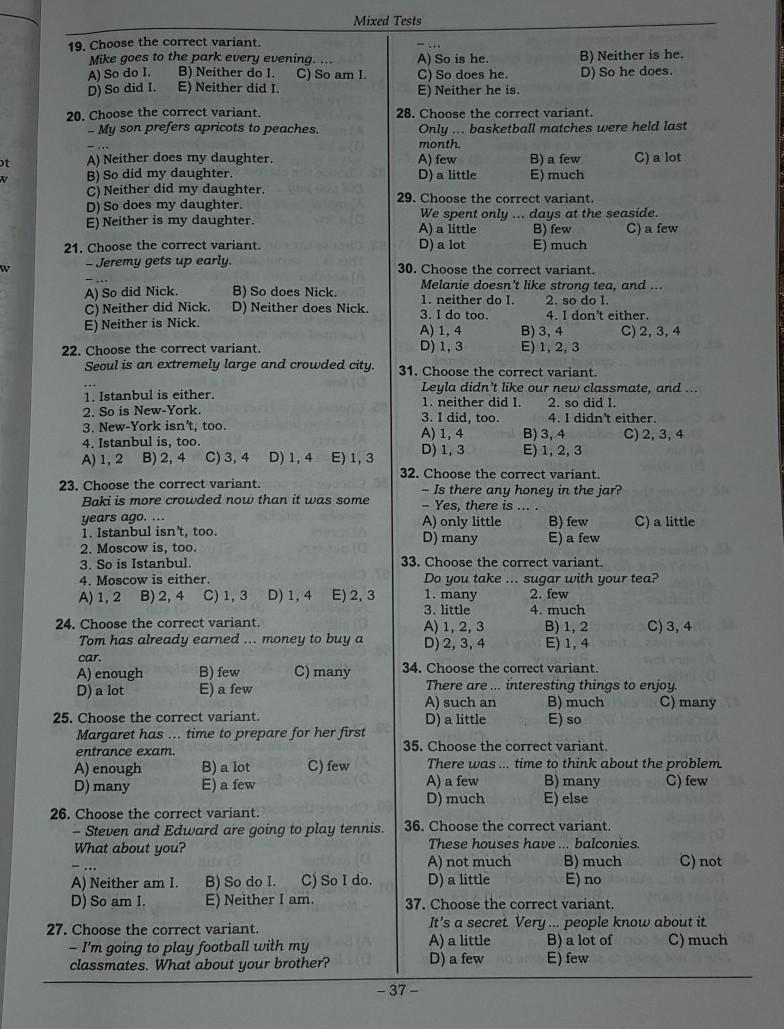 Mixed Tests
19. Choose the correct variant.
Mike goes to the park every evening. ...
A) So do I. B) Neither do I. C) So am I.
D) So did I. E) Neither did I.
20. Choose the correct variant.
– My son prefers apricots to peaches.
– ...
A) Neither does my daughter.
B) So did my daughter.
C) Neither did my daughter.
D) So does my daughter.
E) Neither is my daughter.
21. Choose the correct variant.
– Jeremy gets up early.
– ...
A) So did Nick. B) So does Nick.
C) Neither did Nick. D) Neither does Nick.
E) Neither is Nick.
22. Choose the correct variant.
Seoul is an extremely large and crowded city.
...
1. Istanbul is either.
2. So is New-York.
3. New-York isn't, too.
4. Istanbul is, too.
A) 1, 2 B) 2, 4 C) 3, 4 D) 1, 4 E) 1, 3
23. Choose the correct variant.
Baki is more crowded now than it was some
years ago. ...
1. Istanbul isn't, too.
2. Moscow is, too.
3. So is Istanbul.
4. Moscow is either.
A) 1, 2 B) 2, 4 C) 1, 3 D) 1, 4 E) 2, 3
24. Choose the correct variant.
Tom has already earned ... money to buy a
car.
A) enough B) few C) many
D) a lot E) a few
25. Choose the correct variant.
Margaret has ... time to prepare for her first
entrance exam.
A) enough B) a lot C) few
D) many E) a few
26. Choose the correct variant.
– Steven and Edward are going to play tennis.
What about you?
– ...
A) Neither am I. B) So do I. C) So I do.
D) So am I. E) Neither I am.
27. Choose the correct variant.
– I'm going to play football with my
classmates. What about your brother?
– ...
A) So is he. B) Neither is he.
C) So does he. D) So he does.
E) Neither he is.
28. Choose the correct variant.
Only ... basketball matches were held last
month.
A) few B) a few C) a lot
D) a little E) much
29. Choose the correct variant.
We spent only ... days at the seaside.
A) a little B) few C) a few
D) a lot E) much
30. Choose the correct variant.
Melanie doesn't like strong tea, and ...
1. neither do I. 2. so do I.
3. I do too. 4. I don't either.
A) 1, 4 B) 3, 4 C) 2, 3, 4
D) 1, 3 E) 1, 2, 3
31. Choose the correct variant.
Leyla didn't like our new classmate, and ...
1. neither did I. 2. so did I.
3. I did, too. 4. I didn't either.
A) 1, 4 B) 3, 4 C) 2, 3, 4
D) 1, 3 E) 1, 2, 3
32. Choose the correct variant.
– Is there any honey in the jar?
– Yes, there is ... .
A) only little B) few C) a little
D) many E) a few
33. Choose the correct variant.
Do you take ... sugar with your tea?
1. many 2. few
3. little 4. much
A) 1, 2, 3 B) 1, 2 C) 3, 4
D) 2, 3, 4 E) 1, 4
34. Choose the correct variant.
There are ... interesting things to enjoy.
A) such an B) much C) many
D) a little E) so
35. Choose the correct variant.
There was ... time to think about the problem.
A) a few B) many C) few
D) much E) else
36. Choose the correct variant.
These houses have ... balconies.
A) not much B) much C) not
D) a little E) no
37. Choose the correct variant.
It's a secret. Very ... people know about it.
A) a little B) a lot of C) much
D) a few E) few
– 37 –